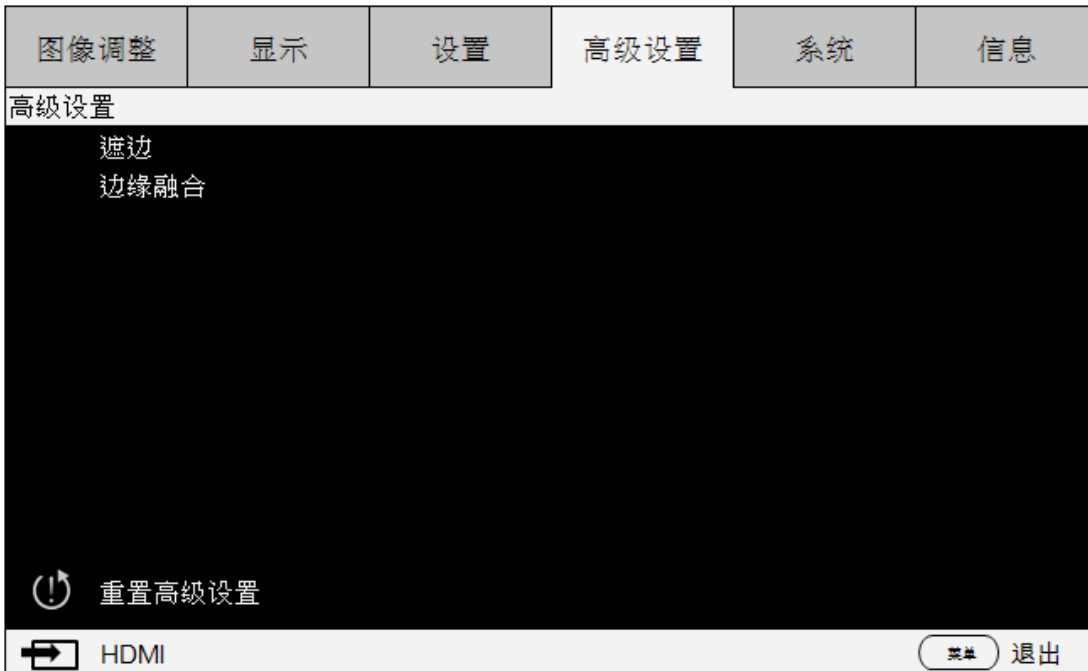 图像调整 显示 设置 高级设置 系统 信息
高级设置
遮边
边缘融合
重置高级设置
HDMI 菜单 退出